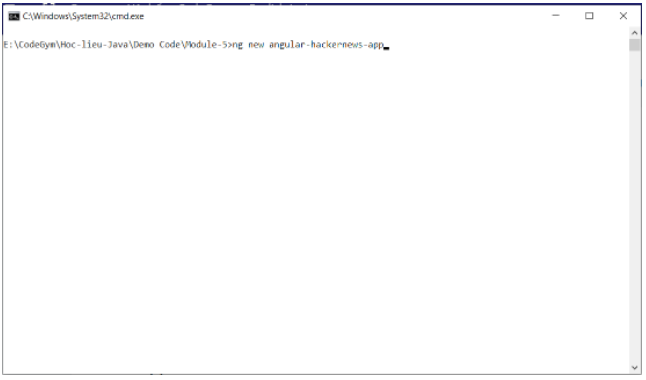 C:\Windows\System32\cmd.exe
E:\CodeGym\Hoc-lieu-Java\Demo Code\Module-5>ng new angular-hackernews-app